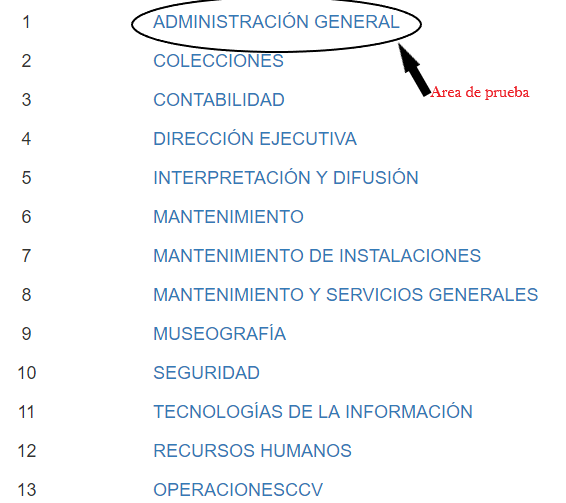 1 ADMINISTRACIÓN GENERAL
2 COLECCIONES
Area de prueba
3 CONTABILIDAD
4 DIRECCIÓN EJECUTIVA
5 INTERPRETACIÓN Y DIFUSIÓN
6 MANTENIMIENTO
7 MANTENIMIENTO DE INSTALACIONES
8 MANTENIMIENTO Y SERVICIOS GENERALES
9 MUSEOGRAFÍA
10 SEGURIDAD
11 TECNOLOGÍAS DE LA INFORMACIÓN
12 RECURSOS HUMANOS
13 OPERACIONESCCV